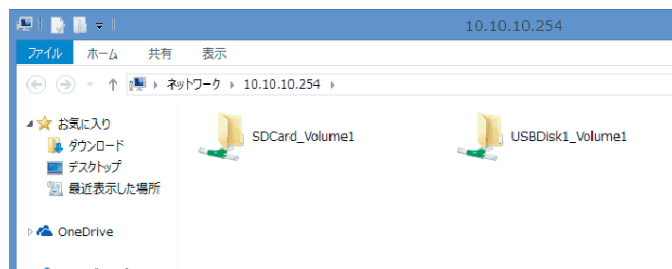 10.10.10.254
ファイル ホーム 共有 表示
ネットワーク 10.10.10.254
お気に入り
ダウンロード
デスクトップ
最近表示した場所
OneDrive
SDCard_Volume1
USBDisk1_Volume1